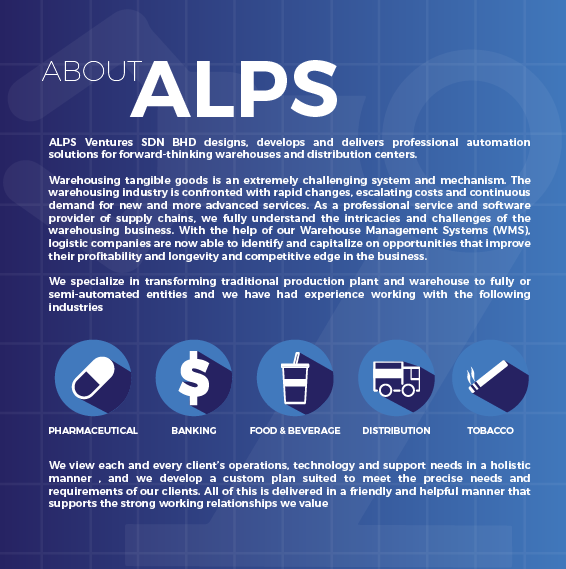 ABOUT ALPS
ALPS Ventures SDN BHD designs, develops and delivers professional automation
solutions for forward-thinking warehouses and distribution centers.
Warehousing tangible goods is an extremely challenging system and mechanism. The
warehousing industry is confronted with rapid changes, escalating costs and continuous
demand for new and more advanced services. As a professional service and software
provider of supply chains, we fully understand the intricacies and challenges of the
warehousing business. With the help of our Warehouse Management Systems (WMS),
logistic companies are now able to identify and capitalize on opportunities that improve
their profitability and longevity and competitive edge in the business.
We specialize in transforming traditional production plant and warehouse to fully or
semi-automated entities and we have had experience working with the following
industries
PHARMACEUTICAL BANKING FOOD & BEVERAGE DISTRIBUTION TOBACCO
We view each and every client's operations, technology and support needs in a holistic
manner , and we develop a custom plan suited to meet the precise needs and
requirements of our clients. All of this is delivered in a friendly and helpful manner that
supports the strong working relationships we value